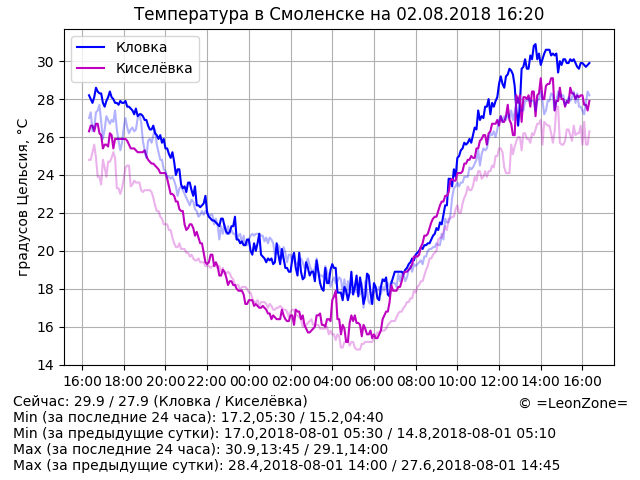 Температура в Смоленске на 02.08.2018 16:20
Кловка
Киселёвка
градусов Цельсия, °C
30
28
26
24
22
20
18
16
14
16:00 18:00 20:00 22:00 00:00 02:00 04:00 06:00 08:00 10:00 12:00 14:00 16:00
Сейчас: 29.9 / 27.9 (Кловка / Киселёвка)
© =LeonZone=
Min (за последние 24 часа): 17.2,05:30 / 15.2,04:40
Min (за предыдущие сутки): 17.0,2018-08-01 05:30 / 14.8,2018-08-01 05:10
Max (за последние 24 часа): 30.9,13:45 / 29.1,14:00
Max (за предыдущие сутки): 28.4,2018-08-01 14:00 / 27.6,2018-08-01 14:45